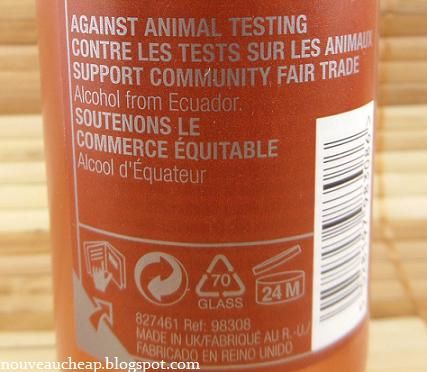 AGAINST ANIMAL TESTING
CONTRE LES TESTS SUR LES ANIMAUX
SUPPORT COMMUNITY FAIR TRADE
Alcohol from Ecuador.
SOUTENONS LE
COMMERCE ÉQUITABLE
Alcool d'Équateur
70
GLASS
24 M
827461 Ref: 98308
MADE IN UK/FABRIQUÉ AU R.-U./
FABRICADO EN REINO UNIDO
nouveaucheap.blogspot.com